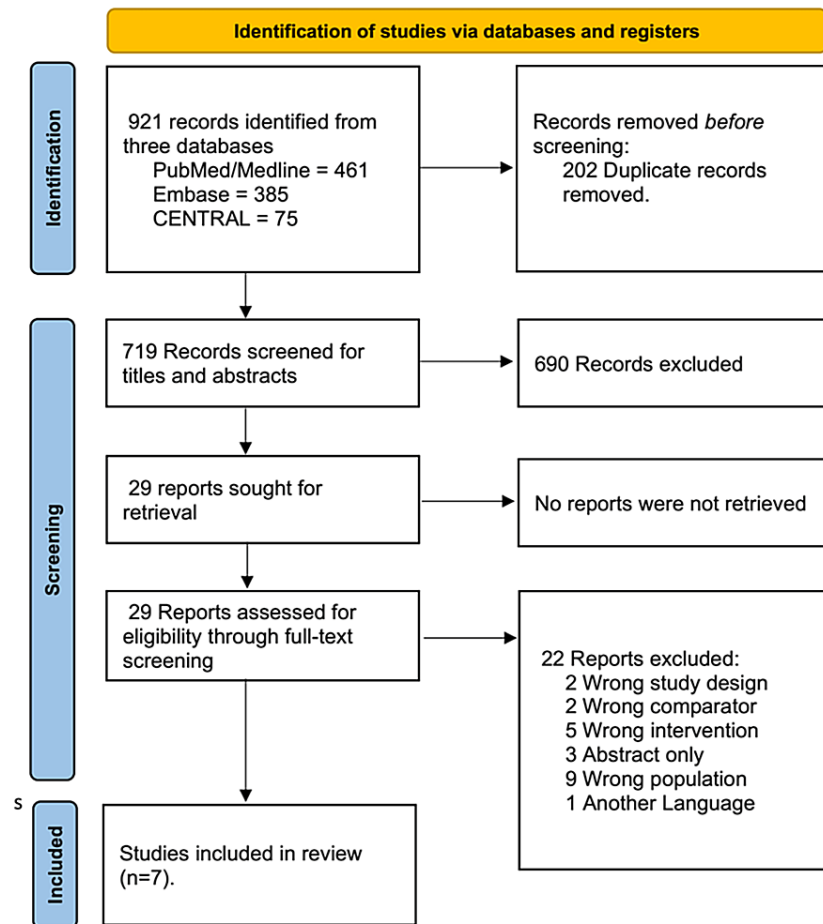 Identification of studies via databases and registers
Identification
921 records identified from
three databases
PubMed/Medline = 461
Embase = 385
CENTRAL = 75
Records removed before
screening:
202 Duplicate records
removed.
Screening
719 Records screened for
titles and abstracts
690 Records excluded
29 reports sought for
retrieval
No reports were not retrieved
29 Reports assessed for
eligibility through full-text
screening
22 Reports excluded:
2 Wrong study design
2 Wrong comparator
5 Wrong intervention
3 Abstract only
9 Wrong population
1 Another Language
s
Included
Studies included in review
(n=7).